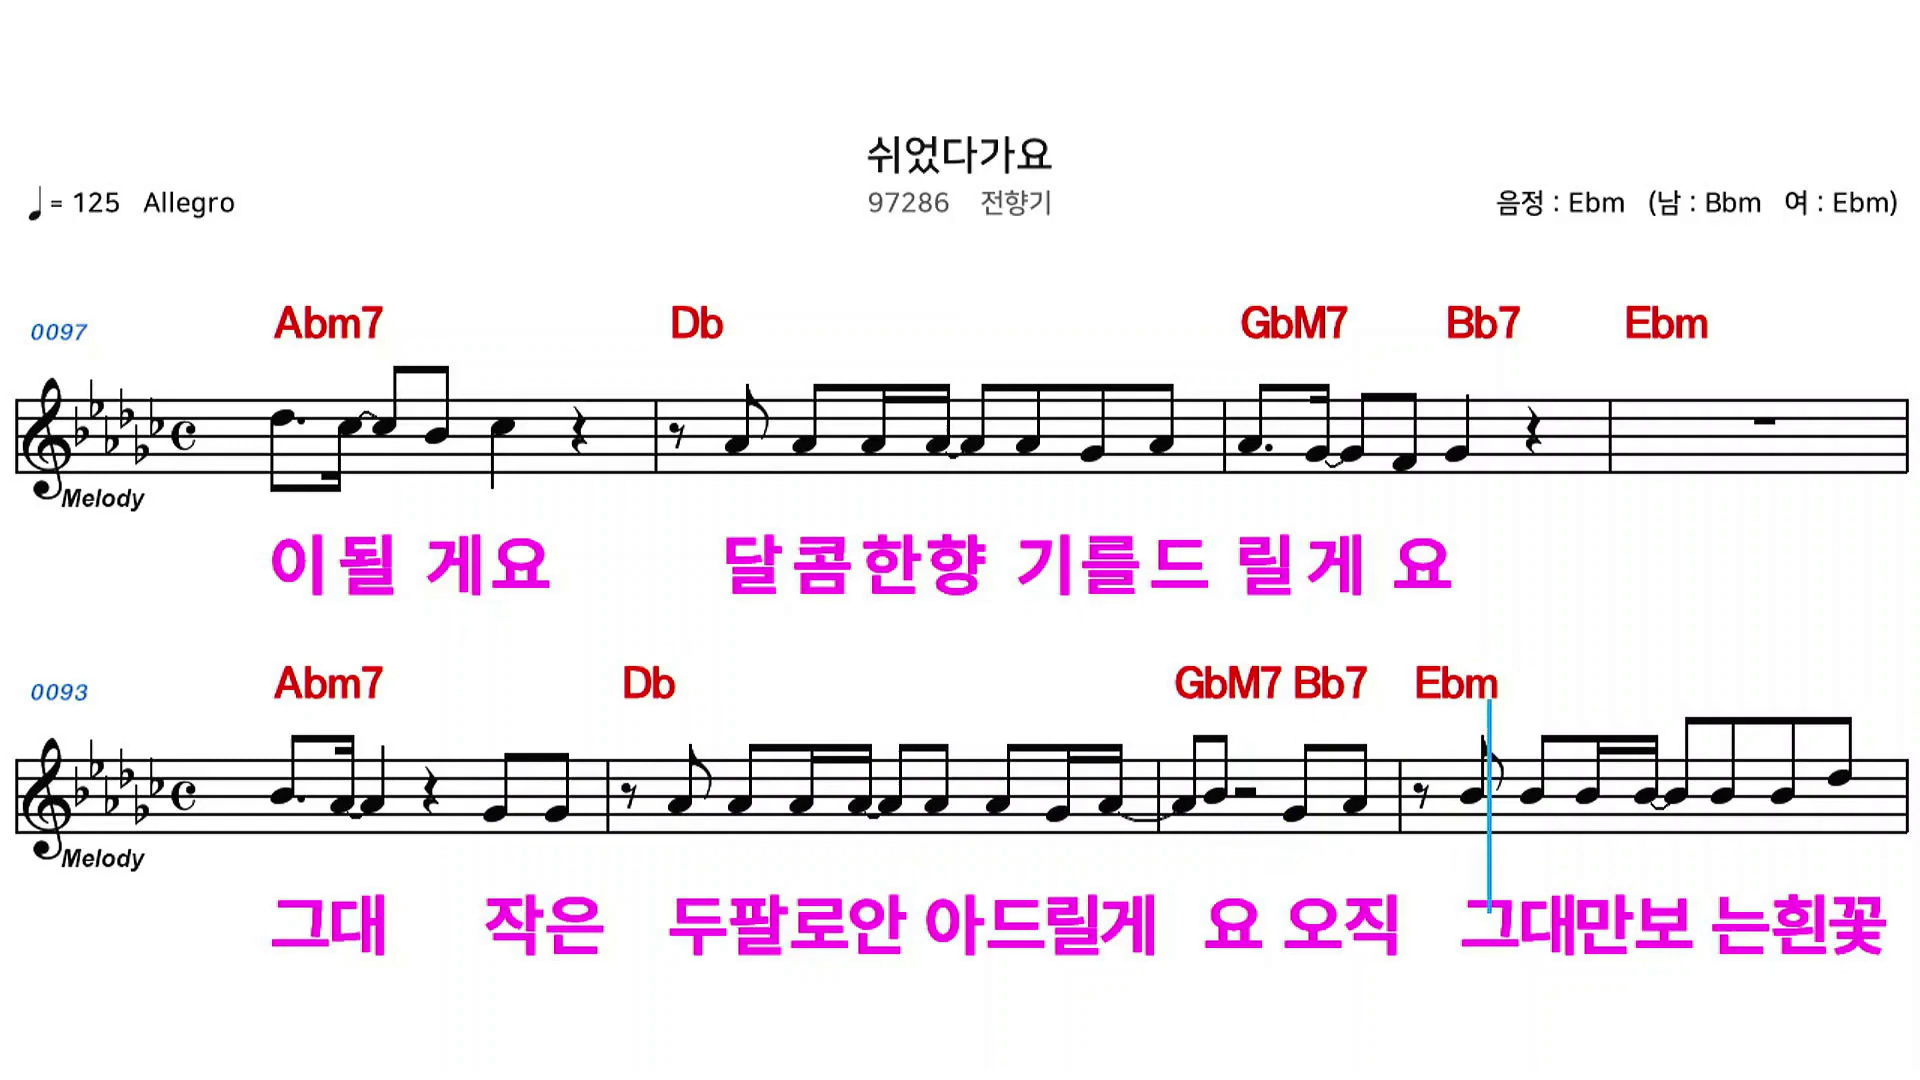 쉬었다가요
♩= 125 Allegro 97286 전향기 음정 : Ebm (남 : Bbm 여 : Ebm)
0097 Abm7 Db GbM7 Bb7 Ebm
Melody
이될 게요 달콤한향 기를드 릴게 요
0093 Abm7 Db GbM7 Bb7 Ebm
Melody
그대 작은 두팔로안 아드릴게 요 오직 그대만보 는흰꽃